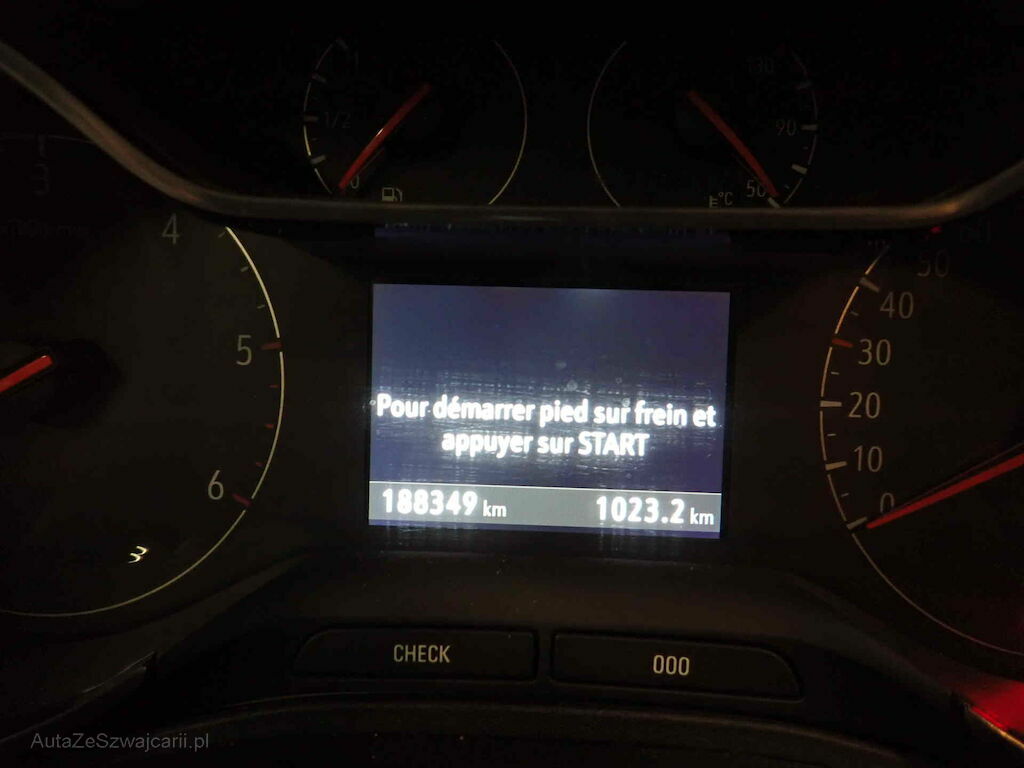 1
1/2
0
130
90
50
°C
3
4
5
6
50
40
30
20
10
0
Pour démarrer pied sur frein et
appuyer sur START
188349 km
1023.2 km
CHECK
000
AutaZeSzwajcarii.pl